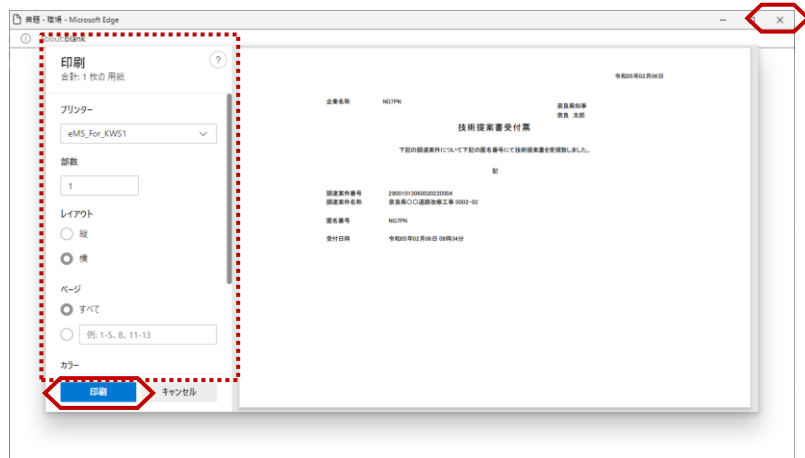 無題 - 職場 - Microsoft Edge
about:blank
印刷
合計: 1 枚の 用紙
?
プリンター
eMS_For_KWS1
部数
1
レイアウト
縦
横
ページ
すべて
例: 1-5、8、11-13
カラー
印刷
キャンセル
令和05年02月06日
企業名称 NG7PN
奈良県知事
奈良 太郎
技術提案書受付票
下記の調達案件について下記の匿名番号にて技術提案書を受領致しました。
記
調達案件番号 29001013060020220004
調達案件名称 奈良県〇〇道路改修工事 0002-02
匿名番号 NG7PN
受付日時 令和05年02月06日 09時34分